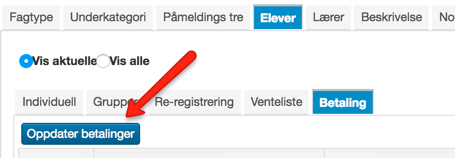 Fagtype Underkategori Påmeldings tre Elever Lærer Beskrivelse No
Vis aktuelle Vis alle
Individuell Grupper Re-registrering Venteliste Betaling
Oppdater betalinger